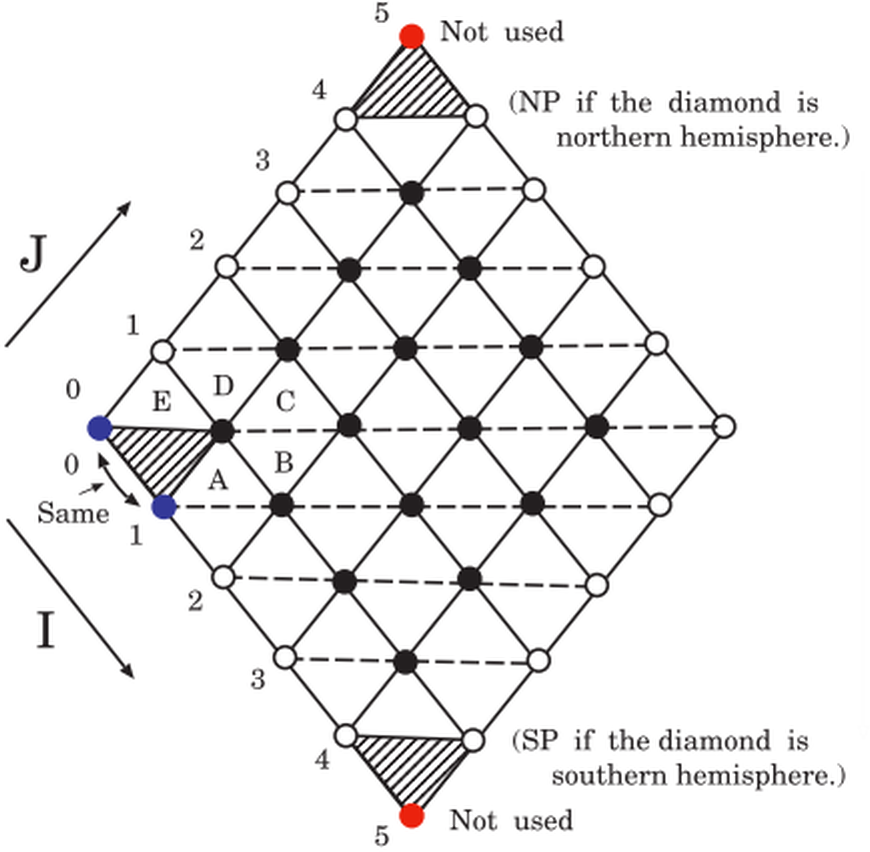 5
Not used
4
(NP if the diamond is
northern hemisphere.)
3
J
2
1
0
D
E
C
0
B
A
Same
1
2
I
3
(SP if the diamond is
southern hemisphere.)
4
Not used
5